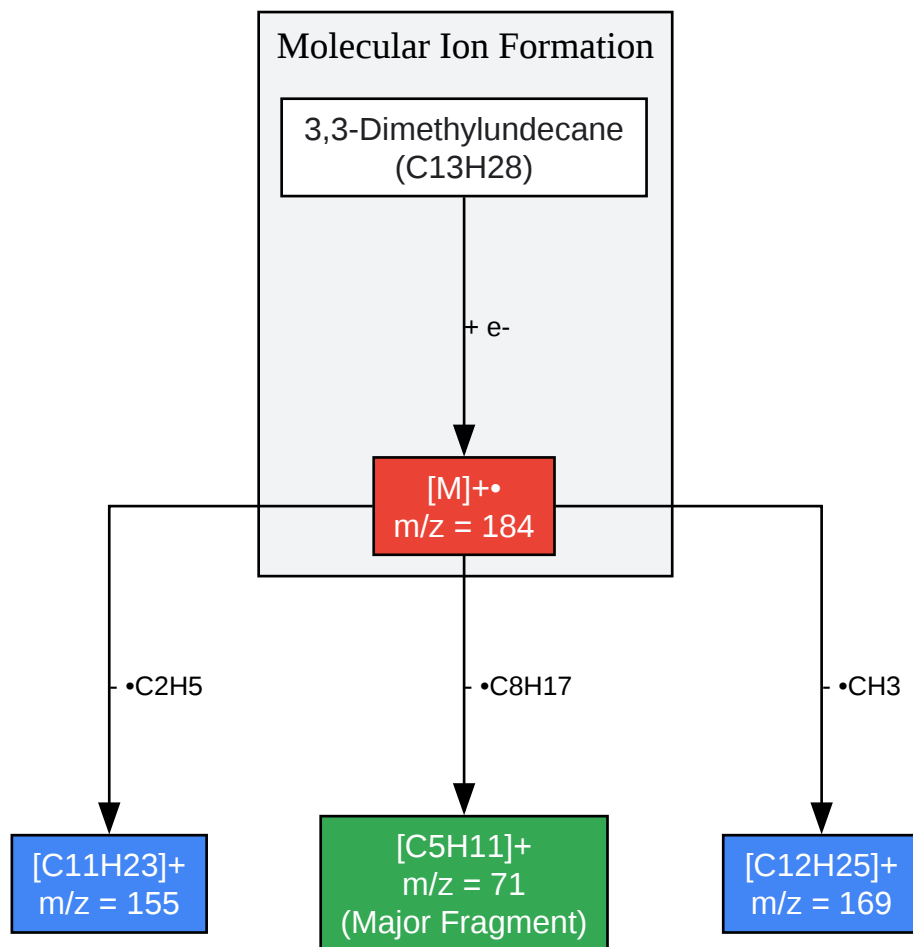 Molecular Ion Formation
3,3-Dimethylundecane
(C13H28)
+ e-
[M]+•
m/z = 184
- •C2H5
- •C8H17
- •CH3
[C11H23]+
m/z = 155
[C5H11]+
m/z = 71
(Major Fragment)
[C12H25]+
m/z = 169